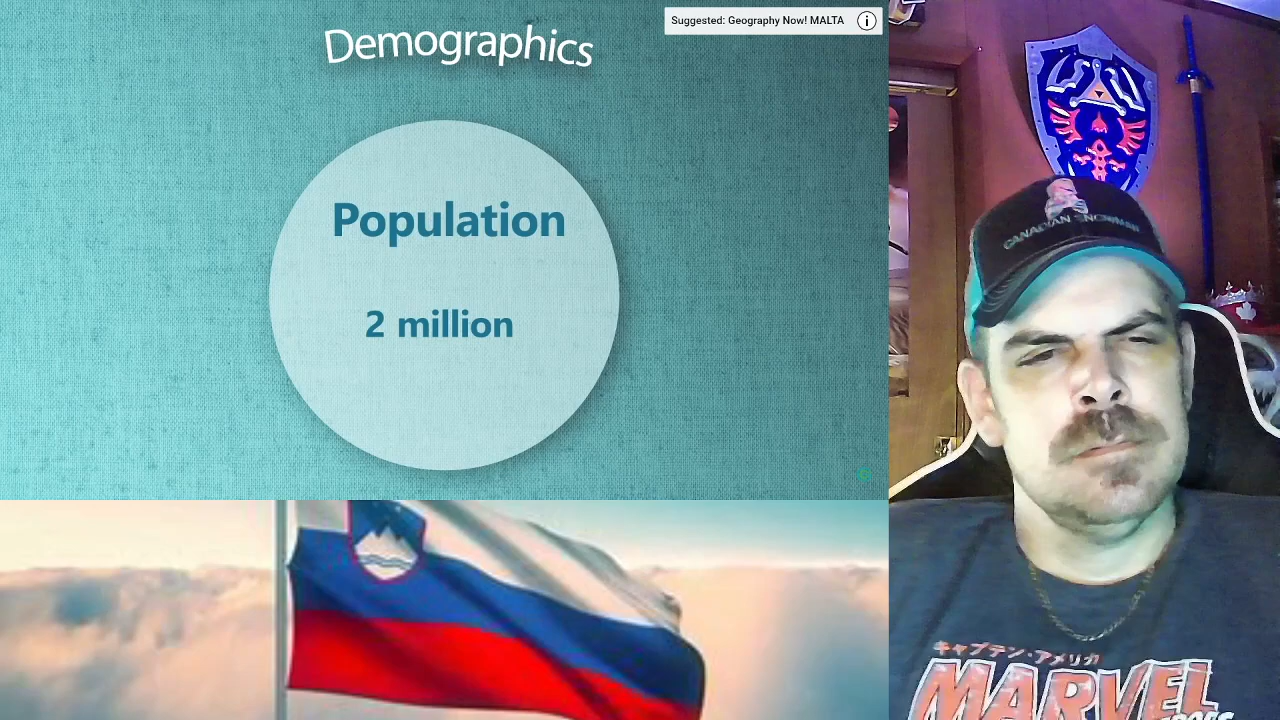 Suggested: Geography Now! MALTA
Demographics
Population
2 million
CANADIAN
キャプテン・アメリカ
MARVEL